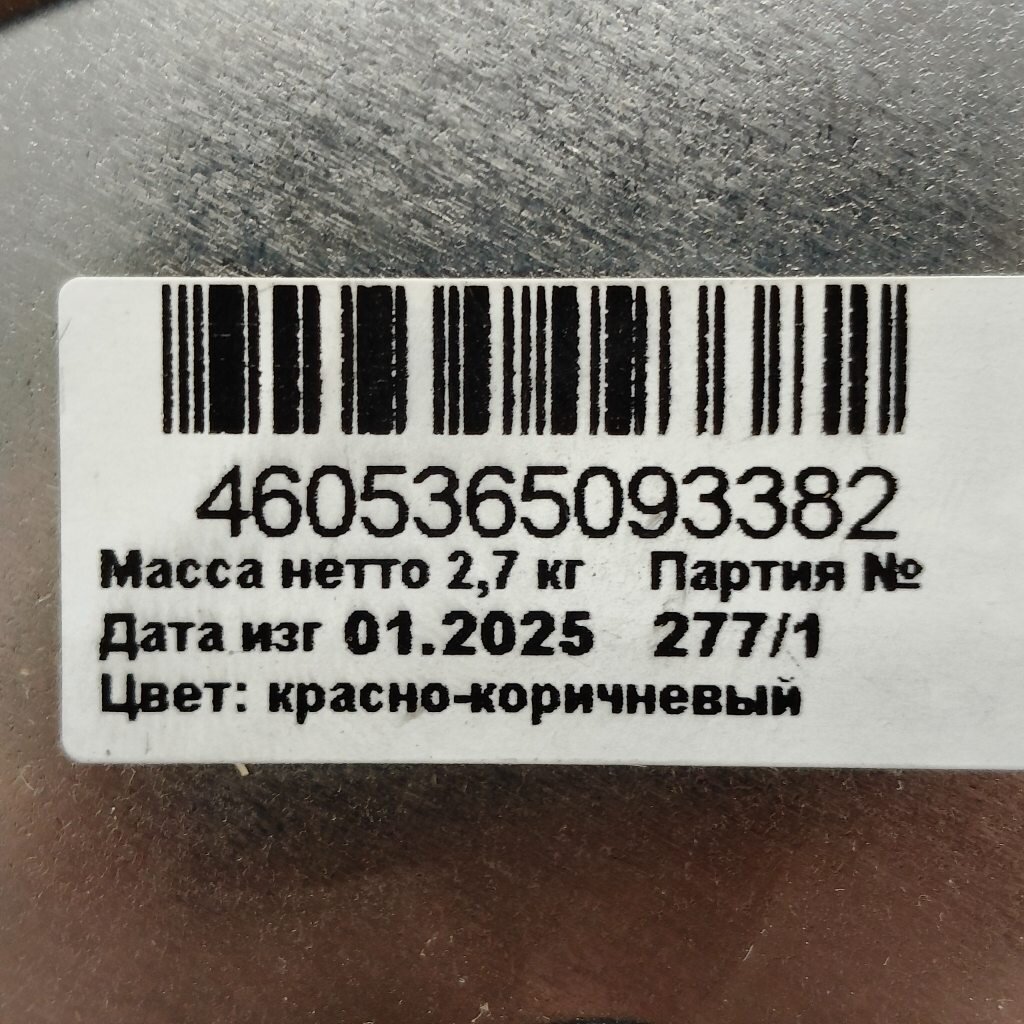 4605365093382
Масса нетто 2,7 кг Партия №
Дата изг 01.2025 277/1
Цвет: красно-коричневый